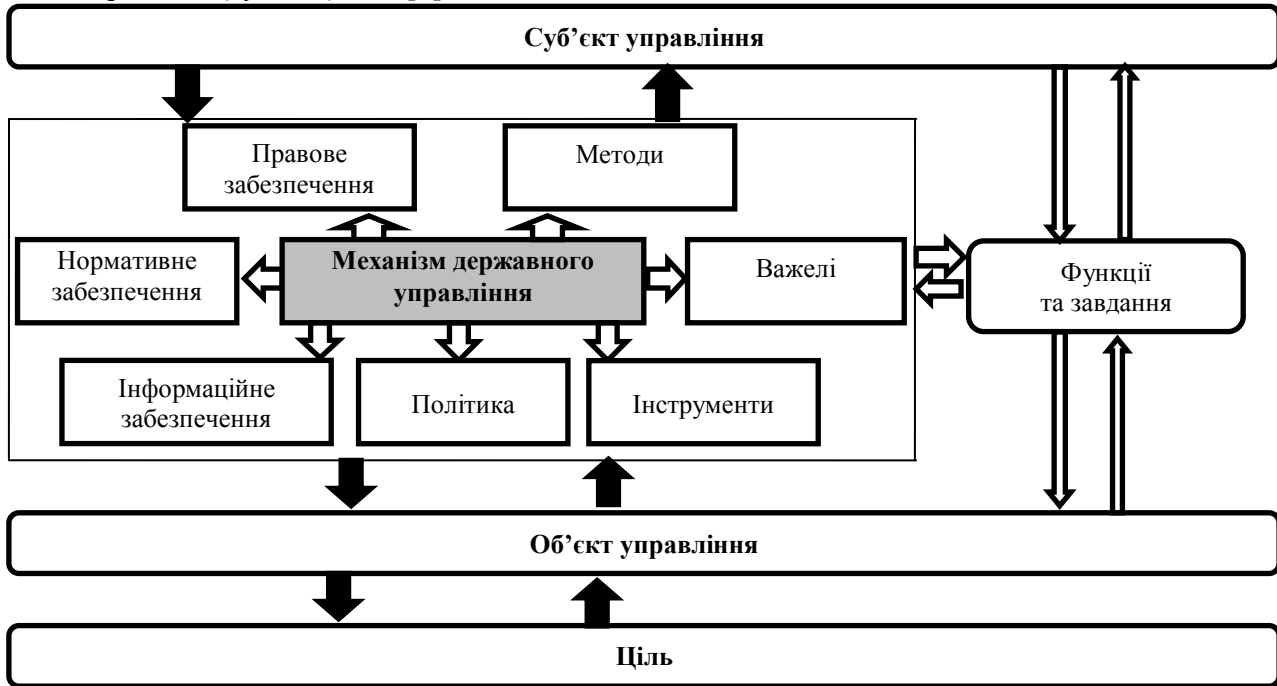 Суб’єкт управління
Правове
забезпечення
Методи
Нормативне
забезпечення
Механізм державного
управління
Важелі
Функції
та завдання
Інформаційне
забезпечення
Політика
Інструменти
Об’єкт управління
Ціль